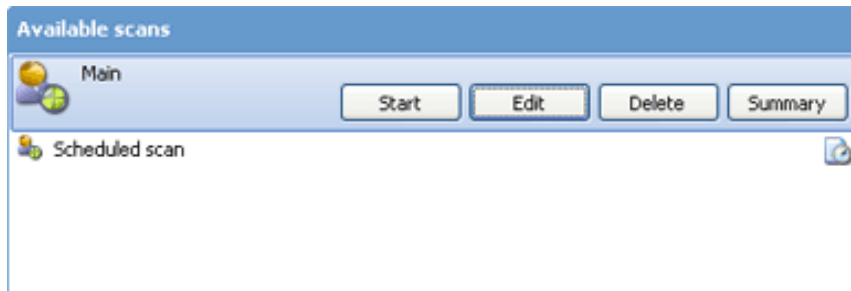 Available scans
Main
Start Edit Delete Summary
Scheduled scan